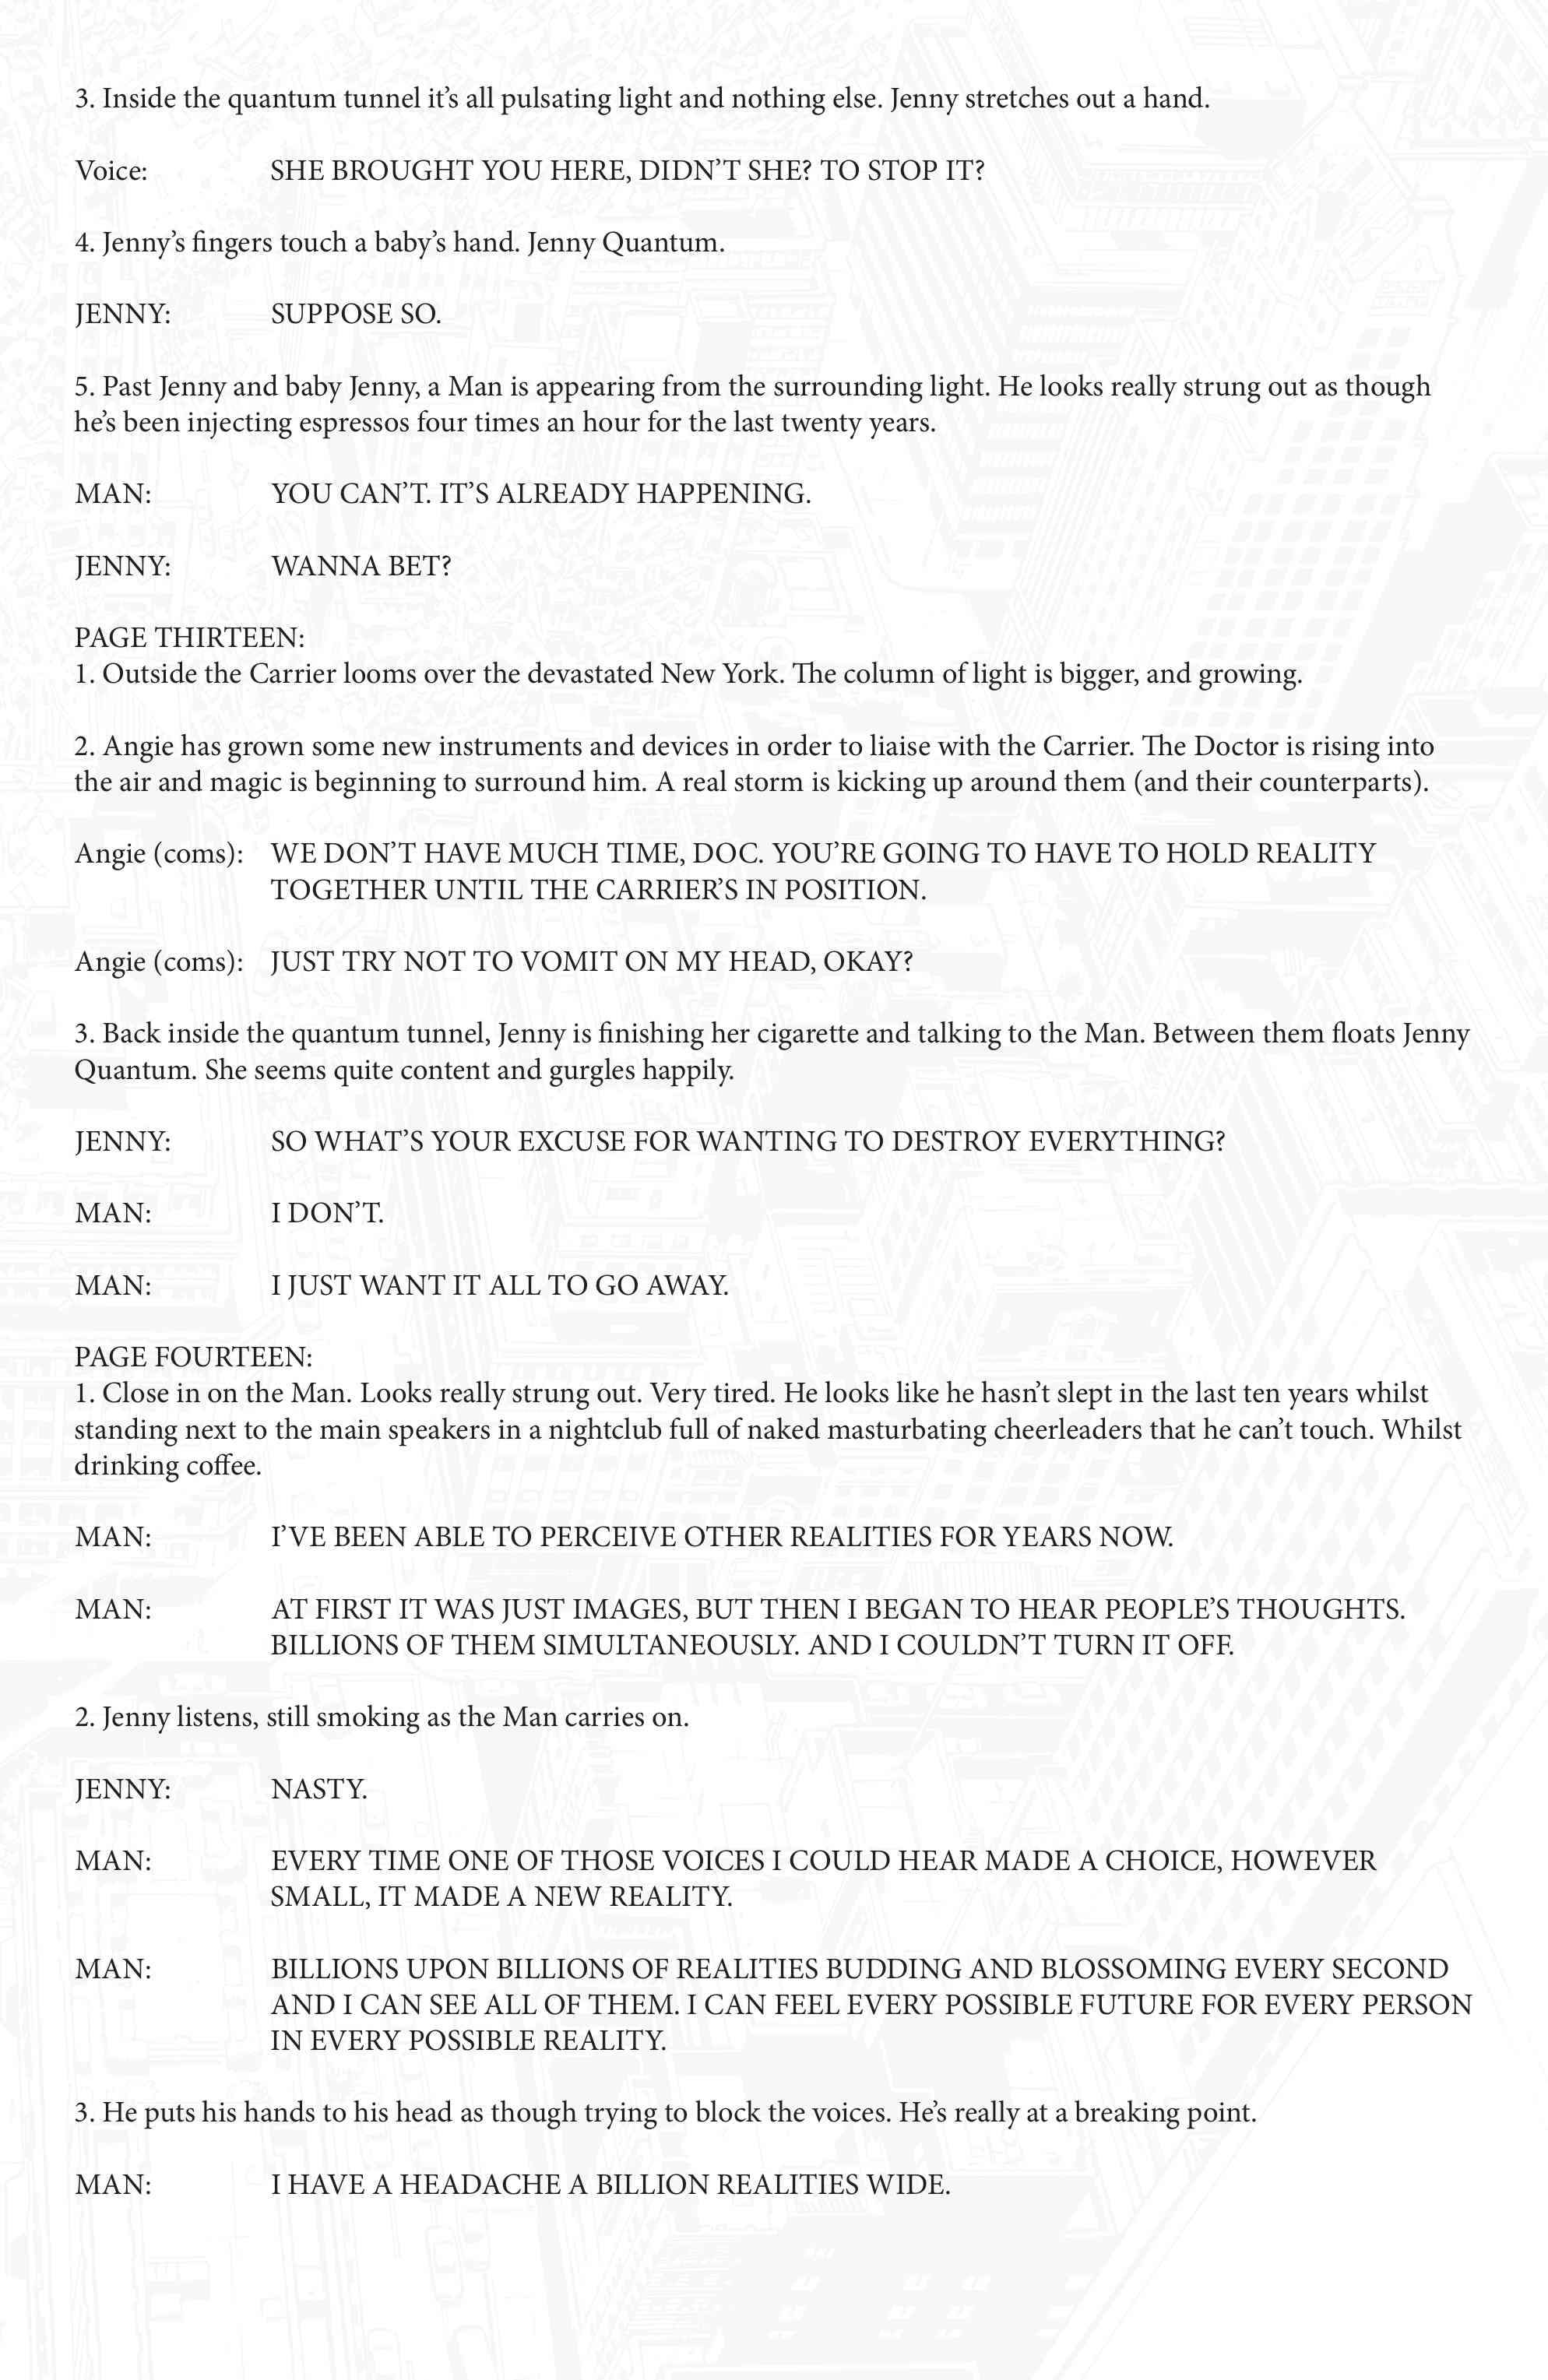 3. Inside the quantum tunnel it’s all pulsating light and nothing else. Jenny stretches out a hand.
Voice: SHE BROUGHT YOU HERE, DIDN’T SHE? TO STOP IT?
4. Jenny’s fingers touch a baby’s hand. Jenny Quantum.
JENNY: SUPPOSE SO.
5. Past Jenny and baby Jenny, a Man is appearing from the surrounding light. He looks really strung out as though
he’s been injecting espressos four times an hour for the last twenty years.
MAN: YOU CAN’T. IT’S ALREADY HAPPENING.
JENNY: WANNA BET?
PAGE THIRTEEN:
1. Outside the Carrier looms over the devastated New York. The column of light is bigger, and growing.
2. Angie has grown some new instruments and devices in order to liaise with the Carrier. The Doctor is rising into
the air and magic is beginning to surround him. A real storm is kicking up around them (and their counterparts).
Angie (coms): WE DON’T HAVE MUCH TIME, DOC. YOU’RE GOING TO HAVE TO HOLD REALITY
TOGETHER UNTIL THE CARRIER’S IN POSITION.
Angie (coms): JUST TRY NOT TO VOMIT ON MY HEAD, OKAY?
3. Back inside the quantum tunnel, Jenny is finishing her cigarette and talking to the Man. Between them floats Jenny
Quantum. She seems quite content and gurgles happily.
JENNY: SO WHAT’S YOUR EXCUSE FOR WANTING TO DESTROY EVERYTHING?
MAN: I DON’T.
MAN: I JUST WANT IT ALL TO GO AWAY.
PAGE FOURTEEN:
1. Close in on the Man. Looks really strung out. Very tired. He looks like he hasn’t slept in the last ten years whilst
standing next to the main speakers in a nightclub full of naked masturbating cheerleaders that he can’t touch. Whilst
drinking coffee.
MAN: I’VE BEEN ABLE TO PERCEIVE OTHER REALITIES FOR YEARS NOW.
MAN: AT FIRST IT WAS JUST IMAGES, BUT THEN I BEGAN TO HEAR PEOPLE’S THOUGHTS.
BILLIONS OF THEM SIMULTANEOUSLY. AND I COULDN’T TURN IT OFF.
2. Jenny listens, still smoking as the Man carries on.
JENNY: NASTY.
MAN: EVERY TIME ONE OF THOSE VOICES I COULD HEAR MADE A CHOICE, HOWEVER
SMALL, IT MADE A NEW REALITY.
MAN: BILLIONS UPON BILLIONS OF REALITIES BUDDING AND BLOSSOMING EVERY SECOND
AND I CAN SEE ALL OF THEM. I CAN FEEL EVERY POSSIBLE FUTURE FOR EVERY PERSON
IN EVERY POSSIBLE REALITY.
3. He puts his hands to his head as though trying to block the voices. He’s really at a breaking point.
MAN: I HAVE A HEADACHE A BILLION REALITIES WIDE.